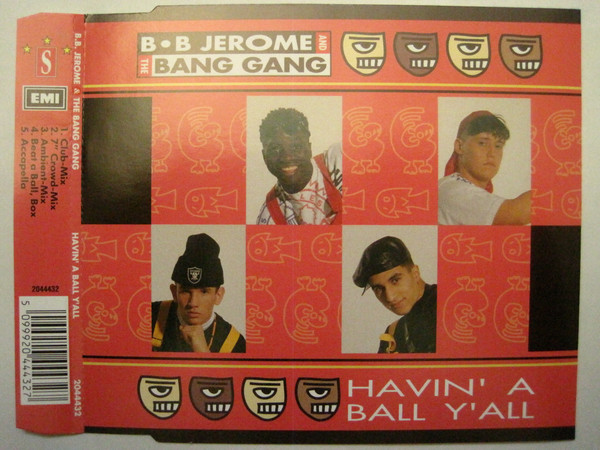 B•B JEROME
AND THE
BANG GANG
S
EMI
B.B. JEROME & THE BANG GANG HAVIN' A BALL Y'ALL 2044432
1. Club-Mix
2. 7" Crowd-Mix
3. Ambient-Mix
4. Beat a Ball, Box
5. Accapella
2044432
5 099920 444327
HAVIN' A
BALL Y'ALL